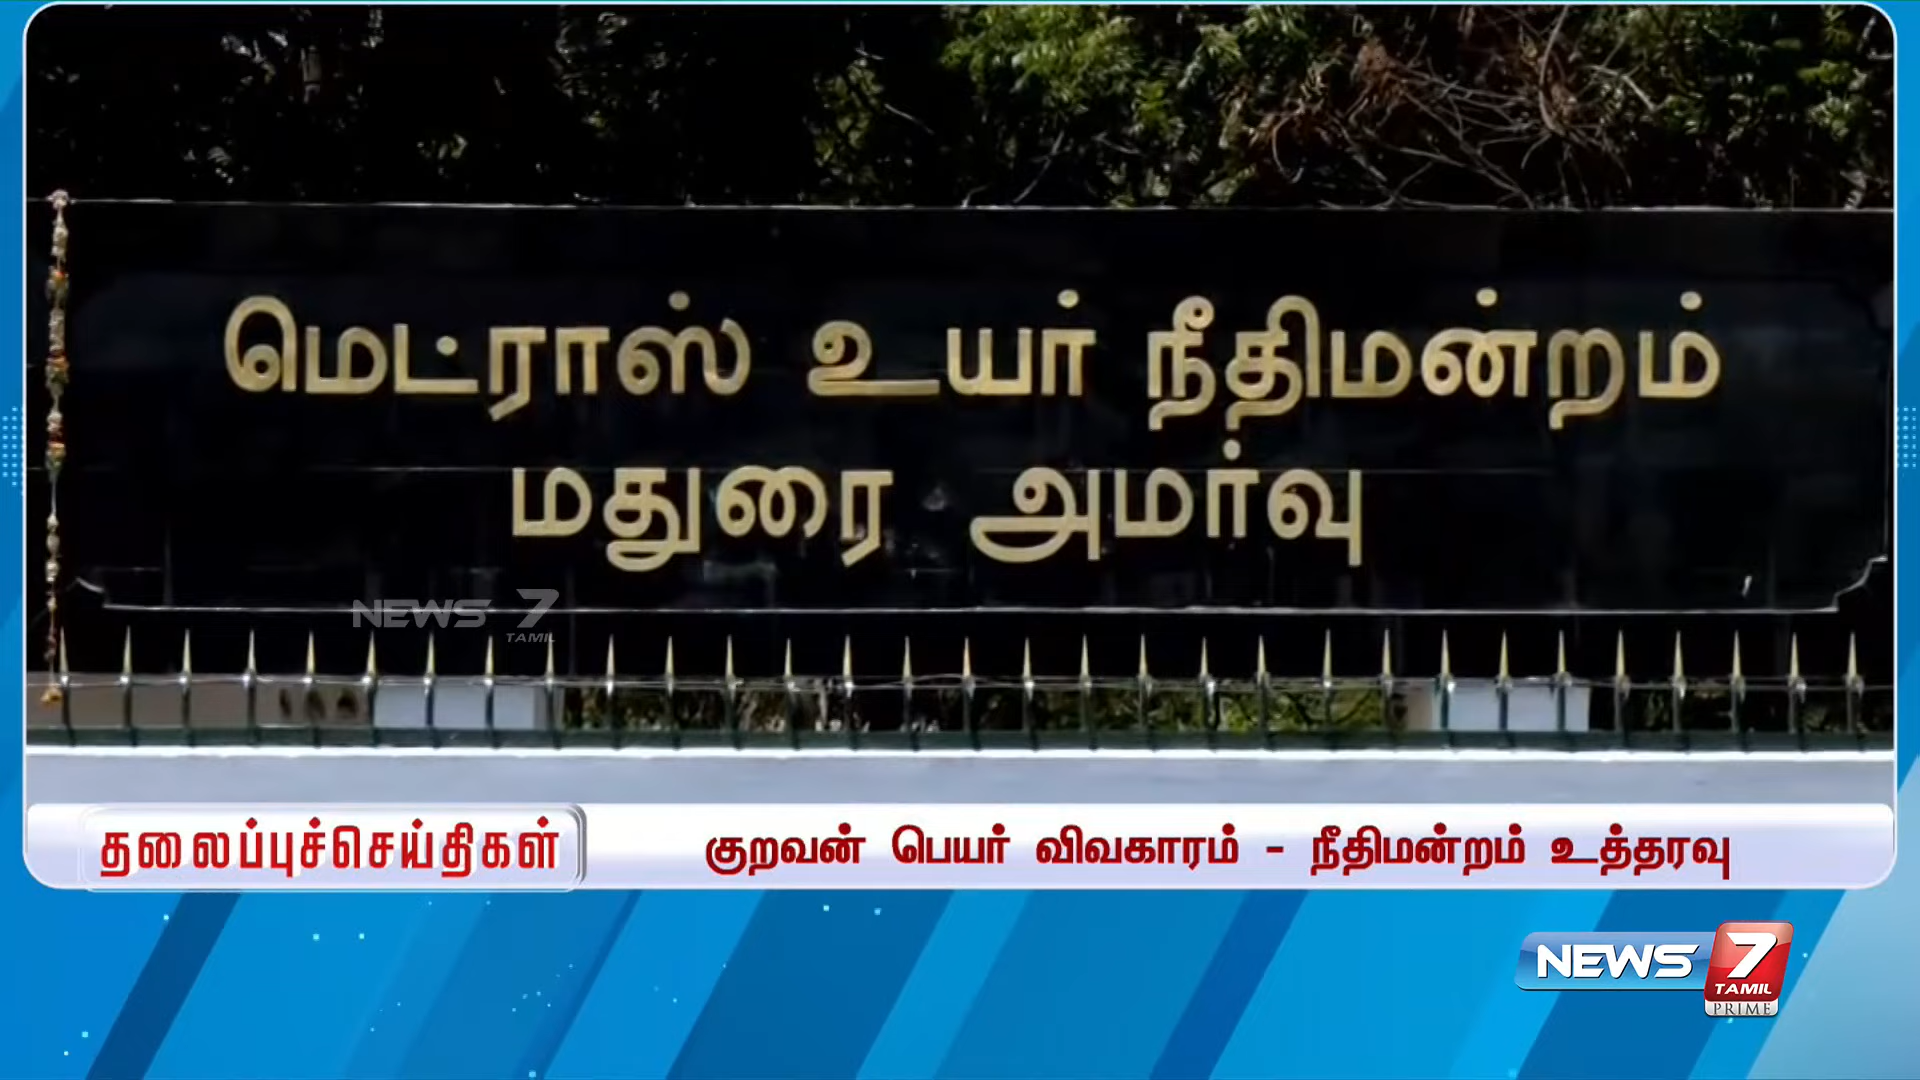 மெட்ராஸ் உயர் நீதிமன்றம்
மதுரை அமர்வு
NEWS 7
TAMIL
தலைப்புச்செய்திகள்
குறவன் பெயர் விவகாரம் - நீதிமன்றம் உத்தரவு
NEWS 7
TAMIL
PRIME